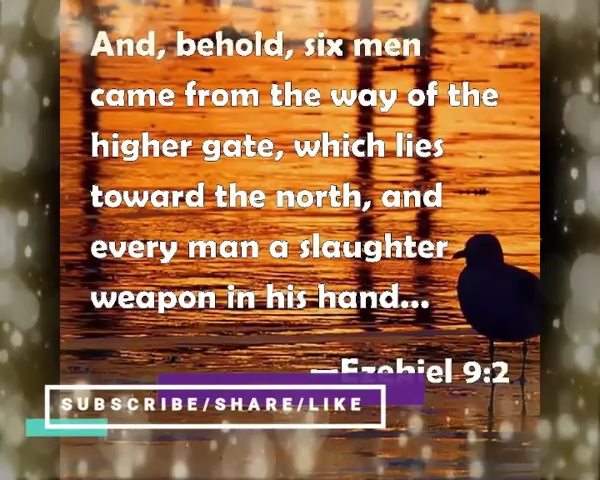 And, behold, six men
came from the way of the
higher gate, which lies
toward the north, and
every man a slaughter
weapon in his hand...
—Ezekiel 9:2
SUBSCRIBE/SHARE/LIKE